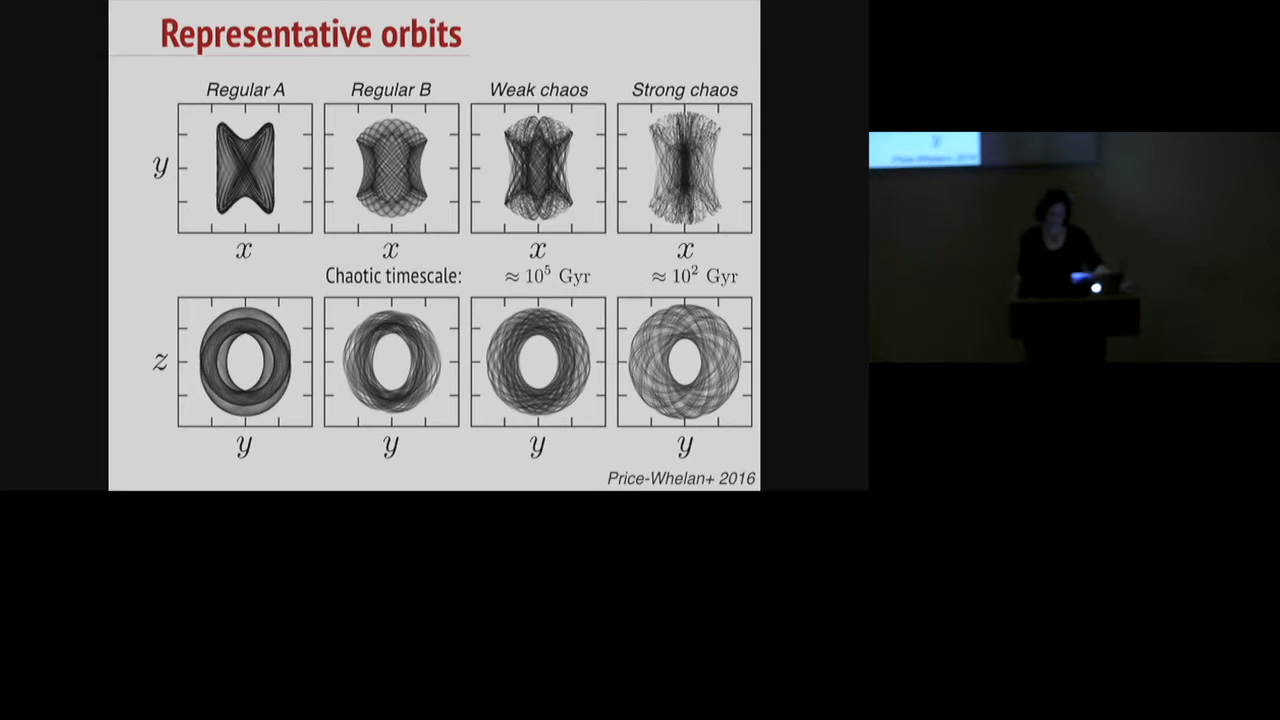 Representative orbits
Regular A
Regular B
Weak chaos
Strong chaos
y
x
x
x
x
Chaotic timescale:
≈ 10⁵ Gyr
≈ 10² Gyr
z
y
y
y
y
Price-Whelan+ 2016